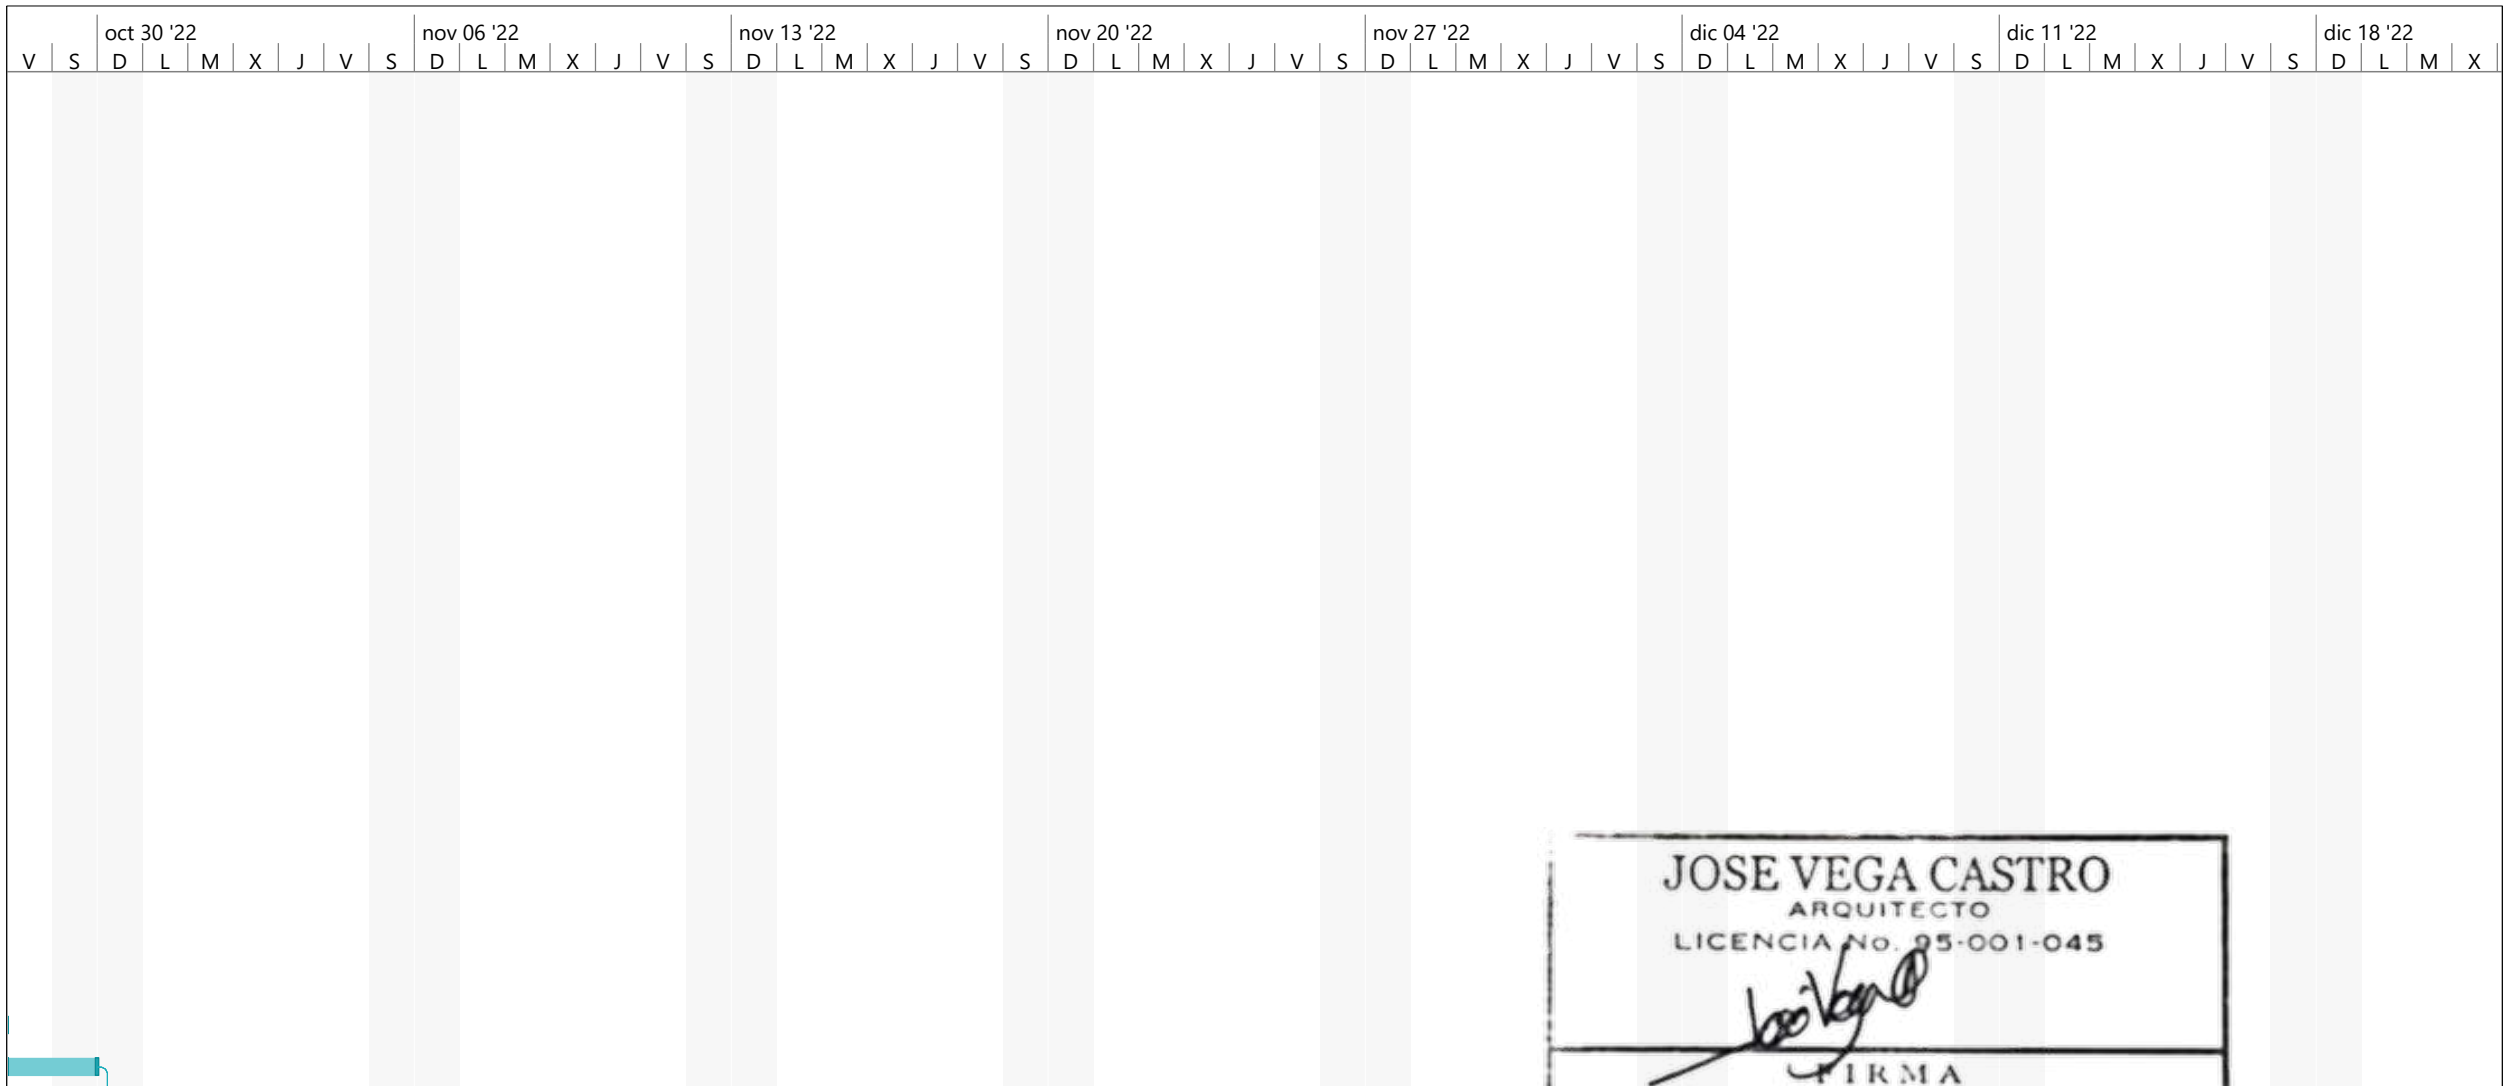 oct 30 '22 nov 06 '22 nov 13 '22 nov 20 '22 nov 27 '22 dic 04 '22 dic 11 '22 dic 18 '22
V S D L M X J V S D L M X J V S D L M X J V S D L M X J V S D L M X J V S D L M X J V S D L M X J V S D L M X
JOSE VEGA CASTRO
ARQUITECTO
LICENCIA No. 95-001-045
FIRMA